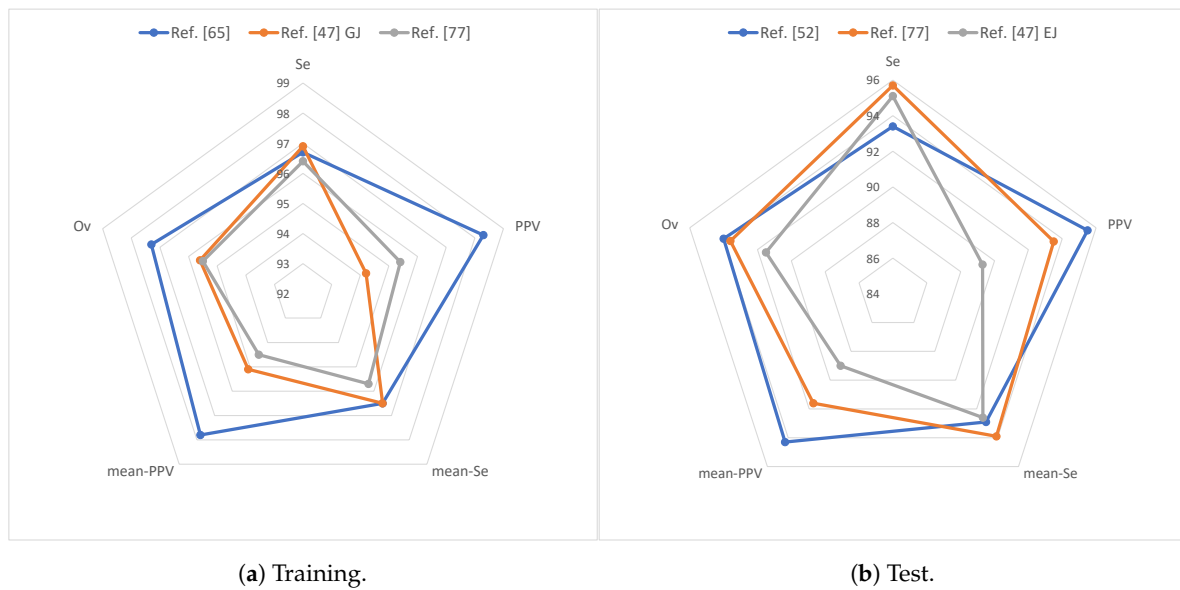 Ref. [65] Ref. [47] GJ Ref. [77]
Se
99
98
97
96
95
94
93
92
PPV
mean-Se
mean-PPV
Ov
(a) Training.
Ref. [52] Ref. [77] Ref. [47] EJ
Se
96
94
92
90
88
86
84
PPV
mean-Se
mean-PPV
Ov
(b) Test.